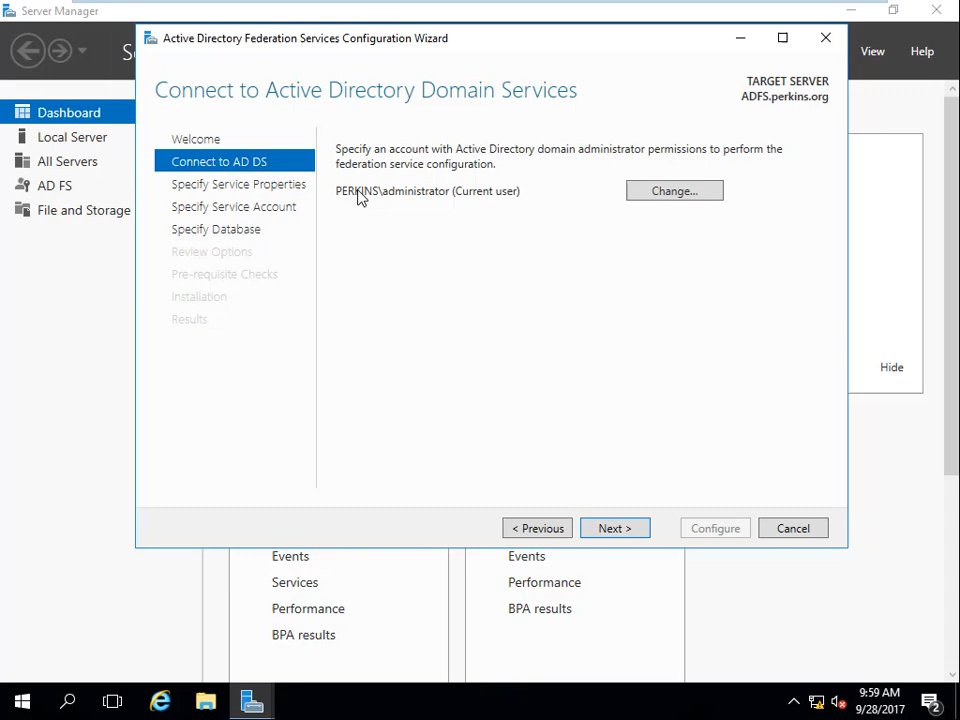 Server Manager
Active Directory Federation Services Configuration Wizard
View
Help
Connect to Active Directory Domain Services
TARGET SERVER
ADFS.perkins.org
Dashboard
Local Server
All Servers
AD FS
File and Storage
Welcome
Connect to AD DS
Specify Service Properties
Specify Service Account
Specify Database
Review Options
Pre-requisite Checks
Installation
Results
Specify an account with Active Directory domain administrator permissions to perform the
federation service configuration.
PERKINS\administrator (Current user)
Change...
Hide
< Previous
Next >
Configure
Cancel
Events
Services
Performance
BPA results
Events
Performance
BPA results
9:59 AM
9/28/2017
2